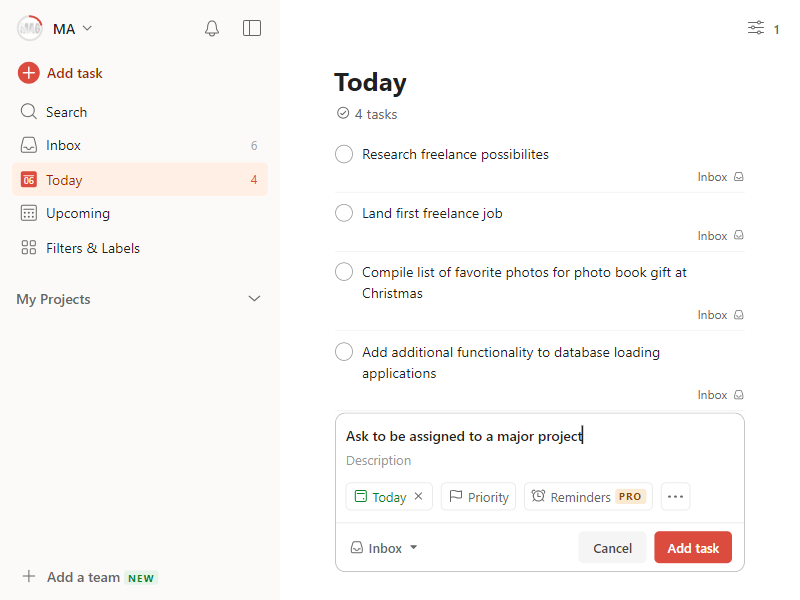 MA
1
Add task
Search
Inbox 6
06 Today 4
Upcoming
Filters & Labels
My Projects
Add a team NEW
Today
4 tasks
Research freelance possibilites
Inbox
Land first freelance job
Inbox
Compile list of favorite photos for photo book gift at
Christmas
Inbox
Add additional functionality to database loading
applications
Inbox
Ask to be assigned to a major project
Description
Today Priority Reminders PRO
Inbox Cancel Add task